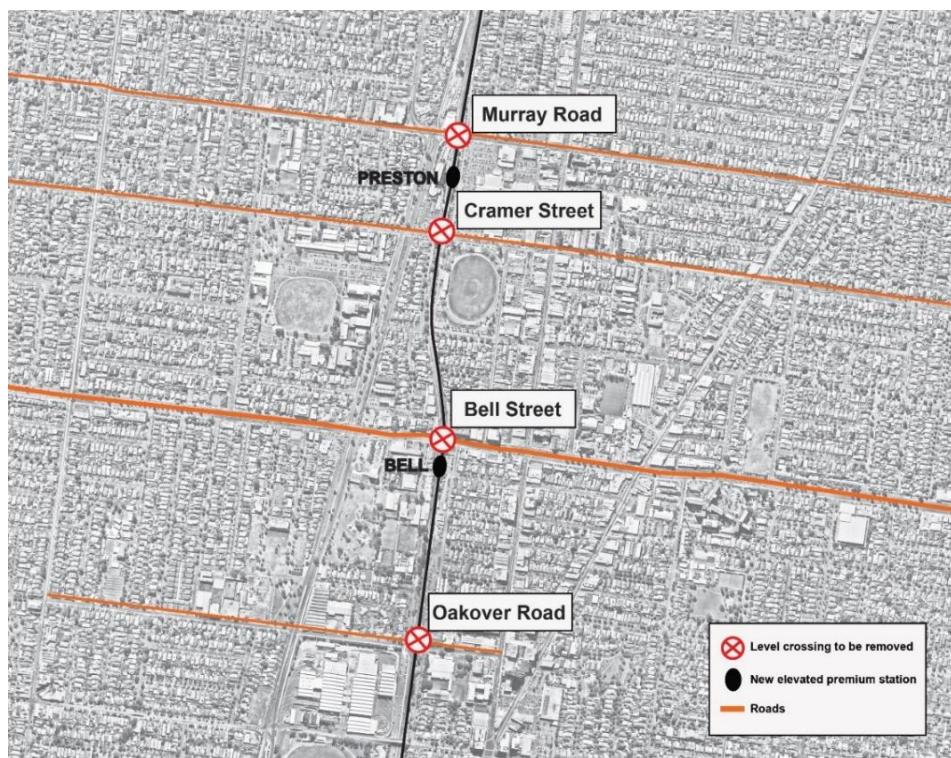 Murray Road
PRESTON
Cramer Street
Bell Street
BELL
Oakover Road
Level crossing to be removed
New elevated premium station
Roads